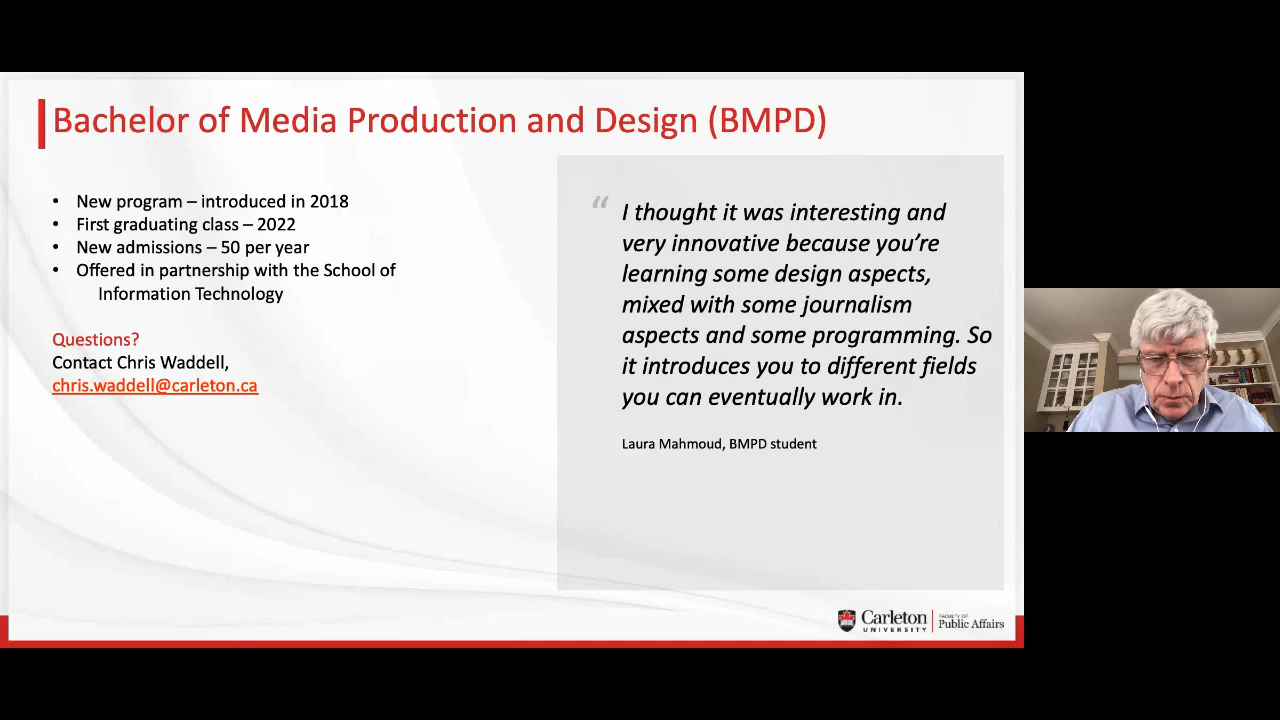 Bachelor of Media Production and Design (BMPD)
• New program – introduced in 2018
• First graduating class – 2022
• New admissions – 50 per year
• Offered in partnership with the School of
Information Technology
Questions?
Contact Chris Waddell,
chris.waddell@carleton.ca
“ I thought it was interesting and
very innovative because you’re
learning some design aspects,
mixed with some journalism
aspects and some programming. So
it introduces you to different fields
you can eventually work in.
Laura Mahmoud, BMPD student
Carleton
UNIVERSITY
FACULTY OF
Public Affairs